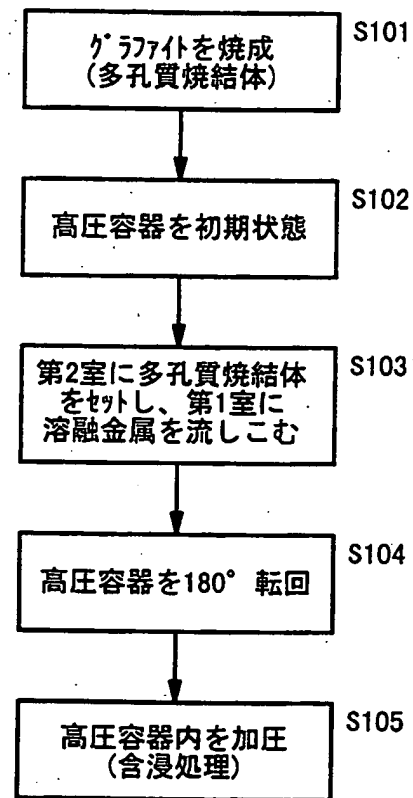 グラファイトを焼成
(多孔質焼結体)
S101
高圧容器を初期状態
S102
第2室に多孔質焼結体
をセットし、第1室に
溶融金属を流しこむ
S103
高圧容器を180° 転回
S104
高圧容器内を加圧
(含浸処理)
S105